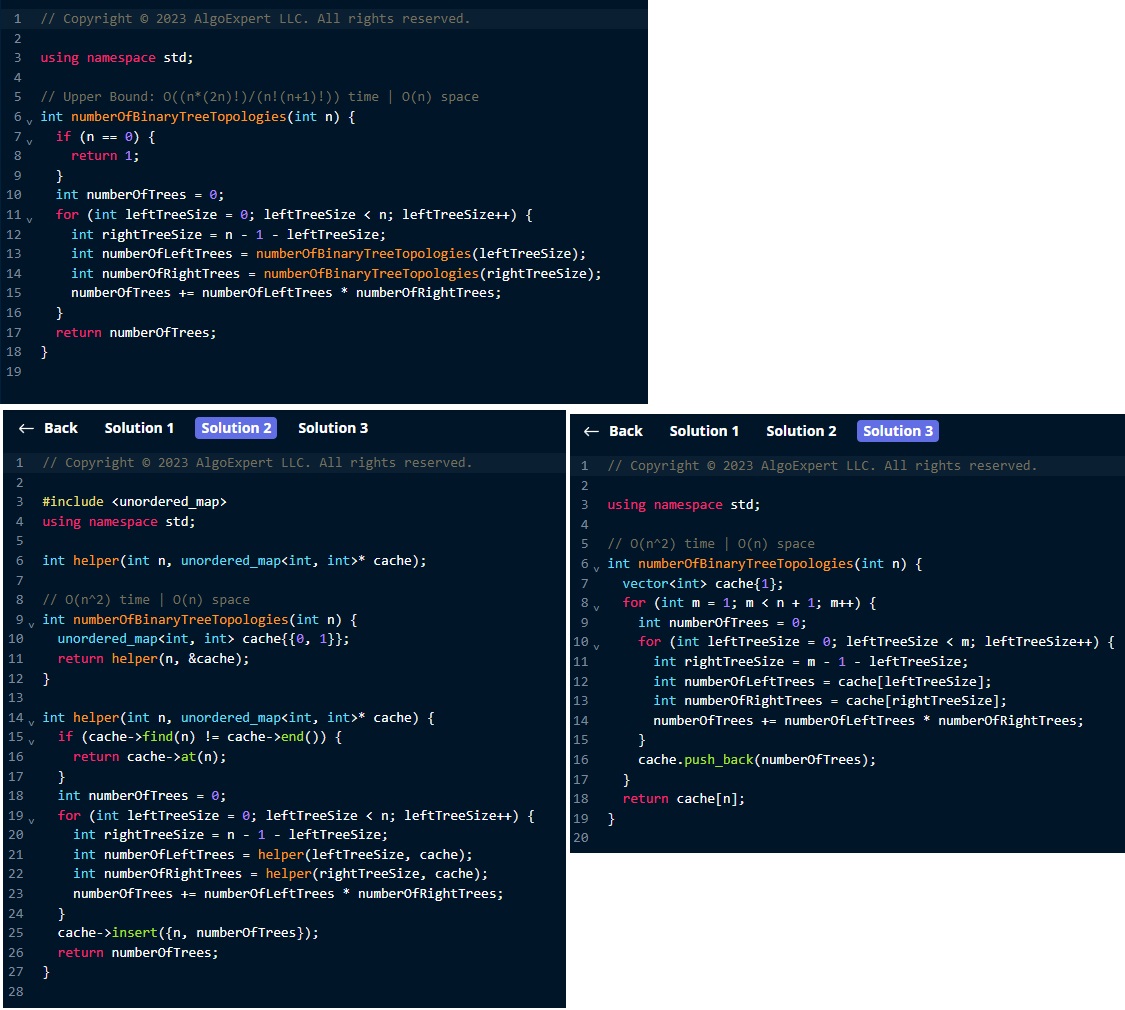 1 // Copyright © 2023 AlgoExpert LLC. All rights reserved.
2
3 using namespace std;
4
5 // Upper Bound: O((n*(2n)!)/(n!(n+1)!)) time | O(n) space
6 int numberOfBinaryTreeTopologies(int n) {
7   if (n == 0) {
8     return 1;
9   }
10   int numberOfTrees = 0;
11   for (int leftTreeSize = 0; leftTreeSize < n; leftTreeSize++) {
12     int rightTreeSize = n - 1 - leftTreeSize;
13     int numberOfLeftTrees = numberOfBinaryTreeTopologies(leftTreeSize);
14     int numberOfRightTrees = numberOfBinaryTreeTopologies(rightTreeSize);
15     numberOfTrees += numberOfLeftTrees * numberOfRightTrees;
16   }
17   return numberOfTrees;
18 }
19
← Back Solution 1 Solution 2 Solution 3
1 // Copyright © 2023 AlgoExpert LLC. All rights reserved.
2
3 #include <unordered_map>
4 using namespace std;
5
6 int helper(int n, unordered_map<int, int>* cache);
7
8 // O(n^2) time | O(n) space
9 int numberOfBinaryTreeTopologies(int n) {
10   unordered_map<int, int> cache{{0, 1}};
11   return helper(n, &cache);
12 }
13
14 int helper(int n, unordered_map<int, int>* cache) {
15   if (cache->find(n) != cache->end()) {
16     return cache->at(n);
17   }
18   int numberOfTrees = 0;
19   for (int leftTreeSize = 0; leftTreeSize < n; leftTreeSize++) {
20     int rightTreeSize = n - 1 - leftTreeSize;
21     int numberOfLeftTrees = helper(leftTreeSize, cache);
22     int numberOfRightTrees = helper(rightTreeSize, cache);
23     numberOfTrees += numberOfLeftTrees * numberOfRightTrees;
24   }
25   cache->insert({n, numberOfTrees});
26   return numberOfTrees;
27 }
28
← Back Solution 1 Solution 2 Solution 3
1 // Copyright © 2023 AlgoExpert LLC. All rights reserved.
2
3 using namespace std;
4
5 // O(n^2) time | O(n) space
6 int numberOfBinaryTreeTopologies(int n) {
7   vector<int> cache{1};
8   for (int m = 1; m < n + 1; m++) {
9     int numberOfTrees = 0;
10     for (int leftTreeSize = 0; leftTreeSize < m; leftTreeSize++) {
11       int rightTreeSize = m - 1 - leftTreeSize;
12       int numberOfLeftTrees = cache[leftTreeSize];
13       int numberOfRightTrees = cache[rightTreeSize];
14       numberOfTrees += numberOfLeftTrees * numberOfRightTrees;
15     }
16     cache.push_back(numberOfTrees);
17   }
18   return cache[n];
19 }
20